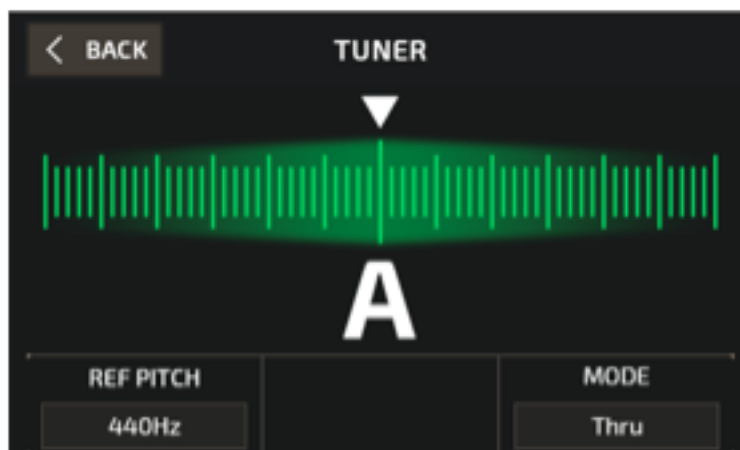 BACK
TUNER
A
REF PITCH
MODE
440Hz
Thru